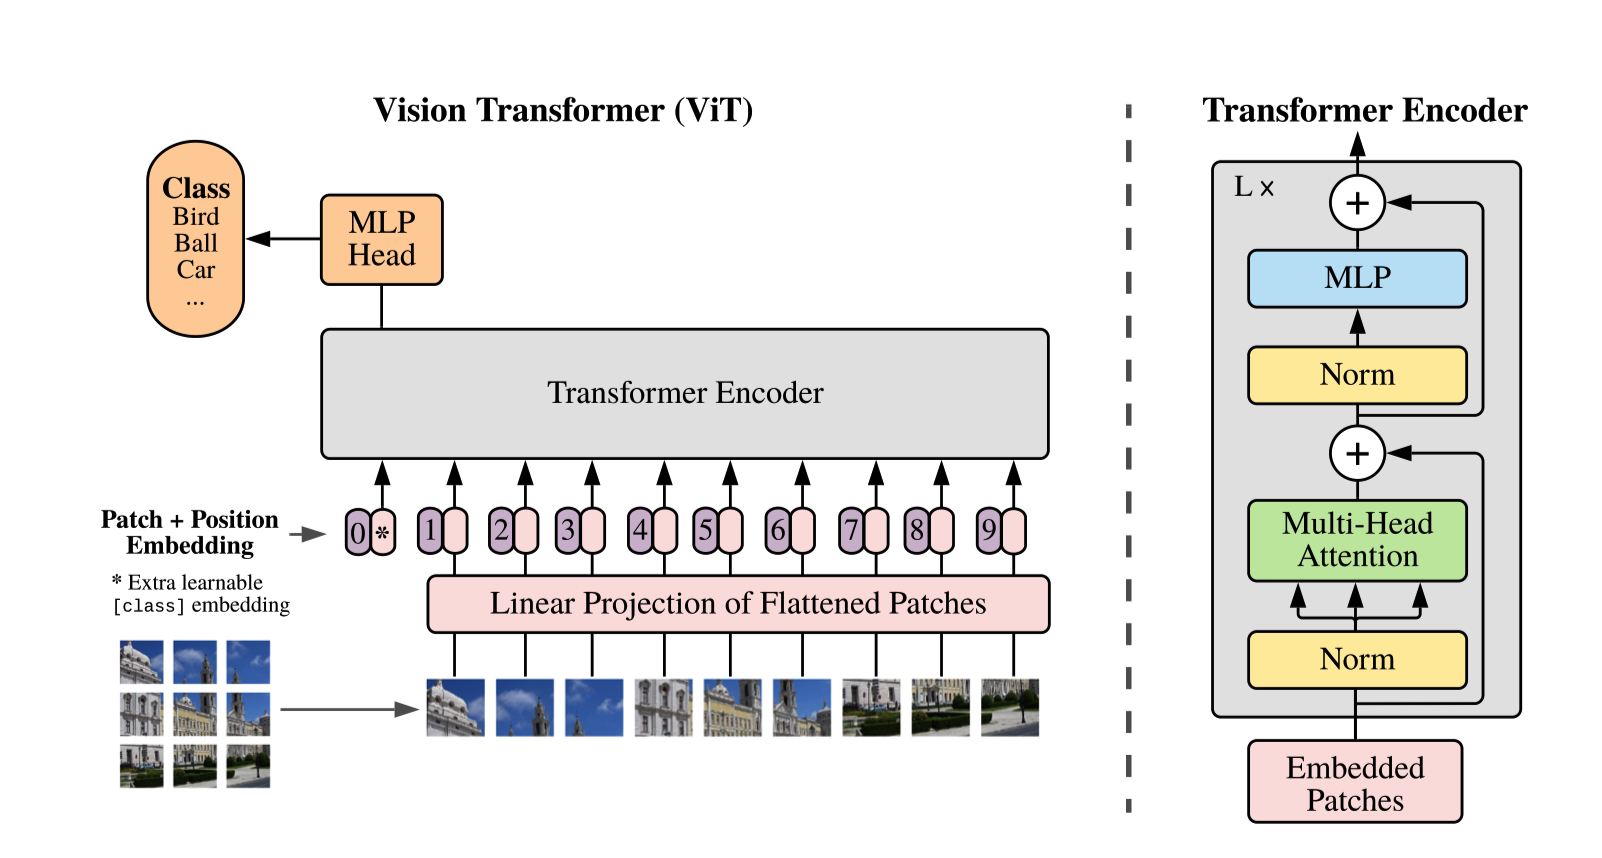 Vision Transformer (ViT)
Class
Bird
Ball
Car
...
MLP
Head
Transformer Encoder
Patch + Position
Embedding
0 * 1 2 3 4 5 6 7 8 9
* Extra learnable
[class] embedding
Linear Projection of Flattened Patches
Transformer Encoder
L ×
+
MLP
Norm
+
Multi-Head
Attention
Norm
Embedded
Patches